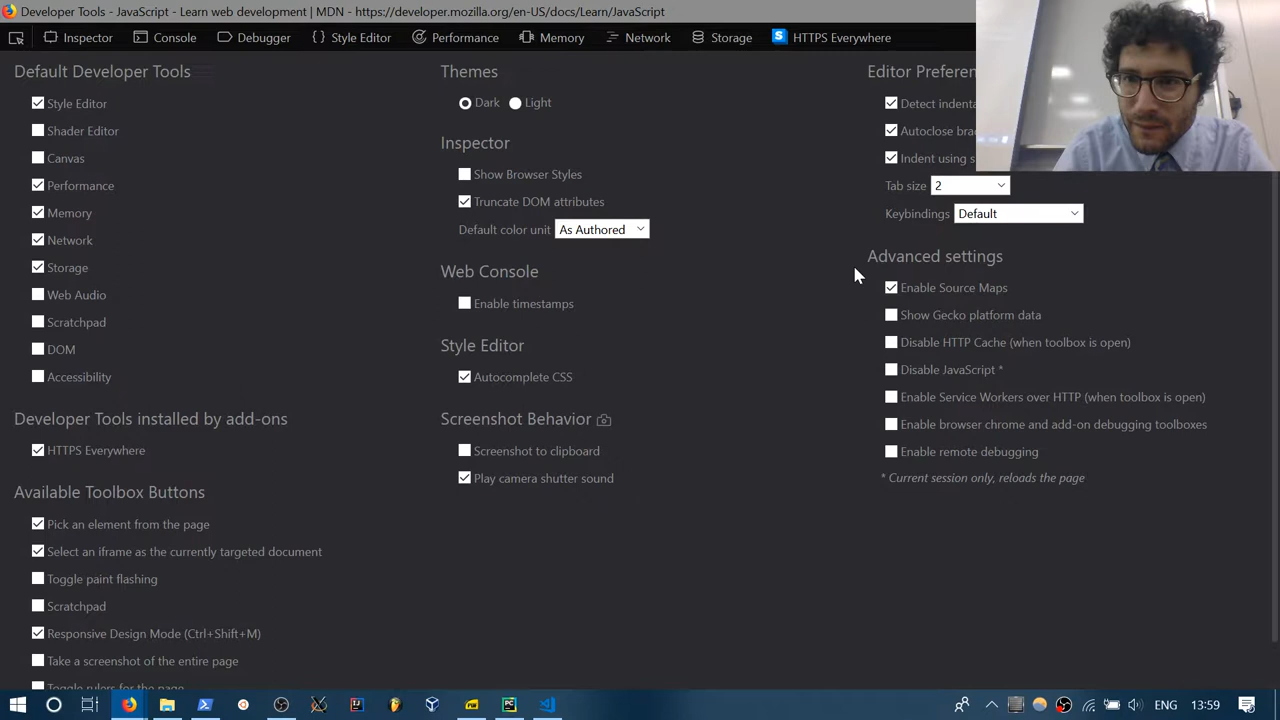 Developer Tools - JavaScript - Learn web development | MDN - https://developer.mozilla.org/en-US/docs/Learn/JavaScript
Inspector Console Debugger Style Editor Performance Memory Network Storage HTTPS Everywhere
Default Developer Tools
Style Editor
Shader Editor
Canvas
Performance
Memory
Network
Storage
Web Audio
Scratchpad
DOM
Accessibility
Developer Tools installed by add-ons
HTTPS Everywhere
Available Toolbox Buttons
Pick an element from the page
Select an iframe as the currently targeted document
Toggle paint flashing
Scratchpad
Responsive Design Mode (Ctrl+Shift+M)
Take a screenshot of the entire page
Toggle rulers for the page
Themes
Dark Light
Inspector
Show Browser Styles
Truncate DOM attributes
Default color unit As Authored
Web Console
Enable timestamps
Style Editor
Autocomplete CSS
Screenshot Behavior
Screenshot to clipboard
Play camera shutter sound
Editor
Detect
Autoclose
Indent using
Tab size 2
Keybindings Default
Advanced settings
Enable Source Maps
Show Gecko platform data
Disable HTTP Cache (when toolbox is open)
Disable JavaScript *
Enable Service Workers over HTTP (when toolbox is open)
Enable browser chrome and add-on debugging toolboxes
Enable remote debugging
* Current session only, reloads the page
ENG 13:59